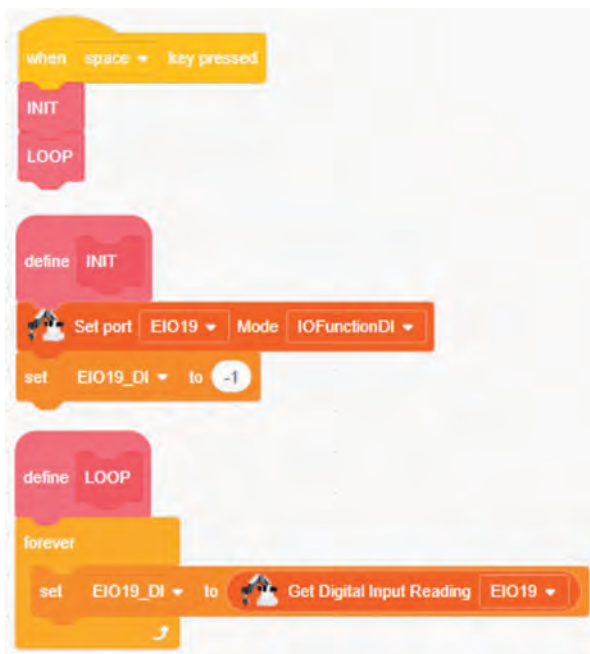 when space key pressed
INIT
LOOP
define INIT
Set port EIO19 Mode IOFunctionDI
set EIO19_DI to -1
define LOOP
forever
set EIO19_DI to Get Digital Input Reading EIO19